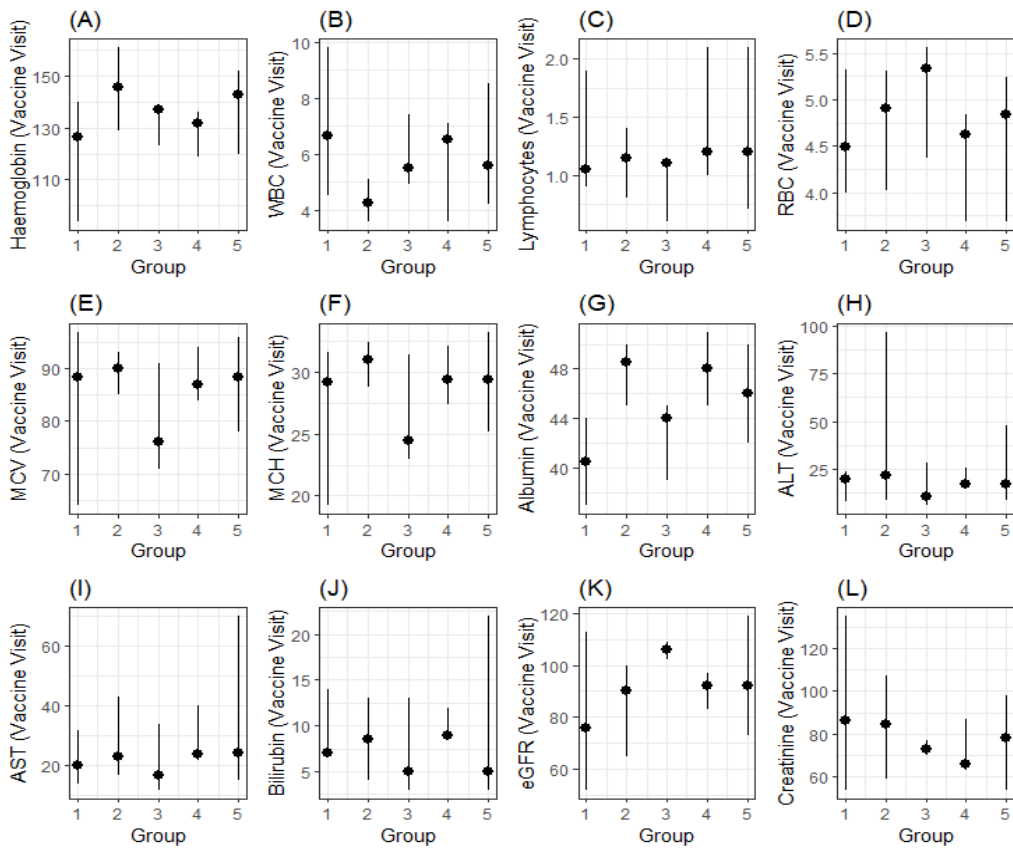 (A)
Haemoglobin (Vaccine Visit)
150
130
110
1 2 3 4 5
Group
(B)
WBC (Vaccine Visit)
10
8
6
4
1 2 3 4 5
Group
(C)
Lymphocytes (Vaccine Visit)
2.0
1.5
1.0
1 2 3 4 5
Group
(D)
RBC (Vaccine Visit)
5.5
5.0
4.5
4.0
1 2 3 4 5
Group
(E)
MCV (Vaccine Visit)
90
80
70
1 2 3 4 5
Group
(F)
MCH (Vaccine Visit)
30
25
20
1 2 3 4 5
Group
(G)
Albumin (Vaccine Visit)
48
44
40
1 2 3 4 5
Group
(H)
ALT (Vaccine Visit)
100
75
50
25
1 2 3 4 5
Group
(I)
AST (Vaccine Visit)
60
40
20
1 2 3 4 5
Group
(J)
Bilirubin (Vaccine Visit)
20
15
10
5
1 2 3 4 5
Group
(K)
eGFR (Vaccine Visit)
120
100
80
60
1 2 3 4 5
Group
(L)
Creatinine (Vaccine Visit)
120
100
80
60
1 2 3 4 5
Group